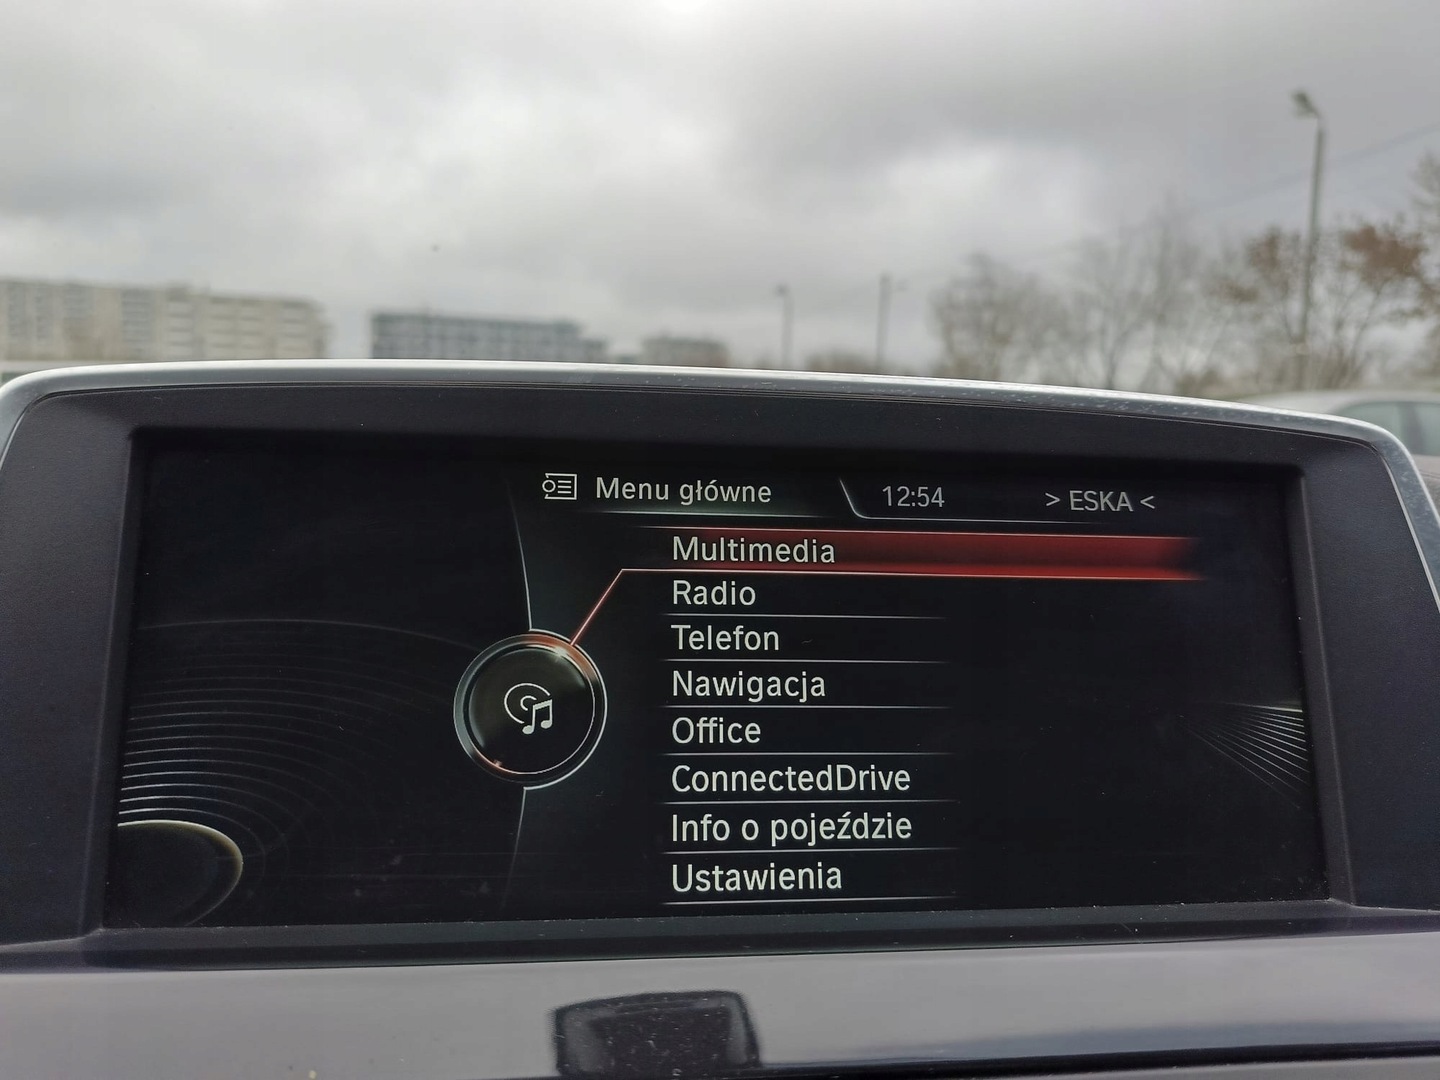 Menu główne
12:54
> ESKA <
Multimedia
Radio
Telefon
Nawigacja
Office
ConnectedDrive
Info o pojeździe
Ustawienia